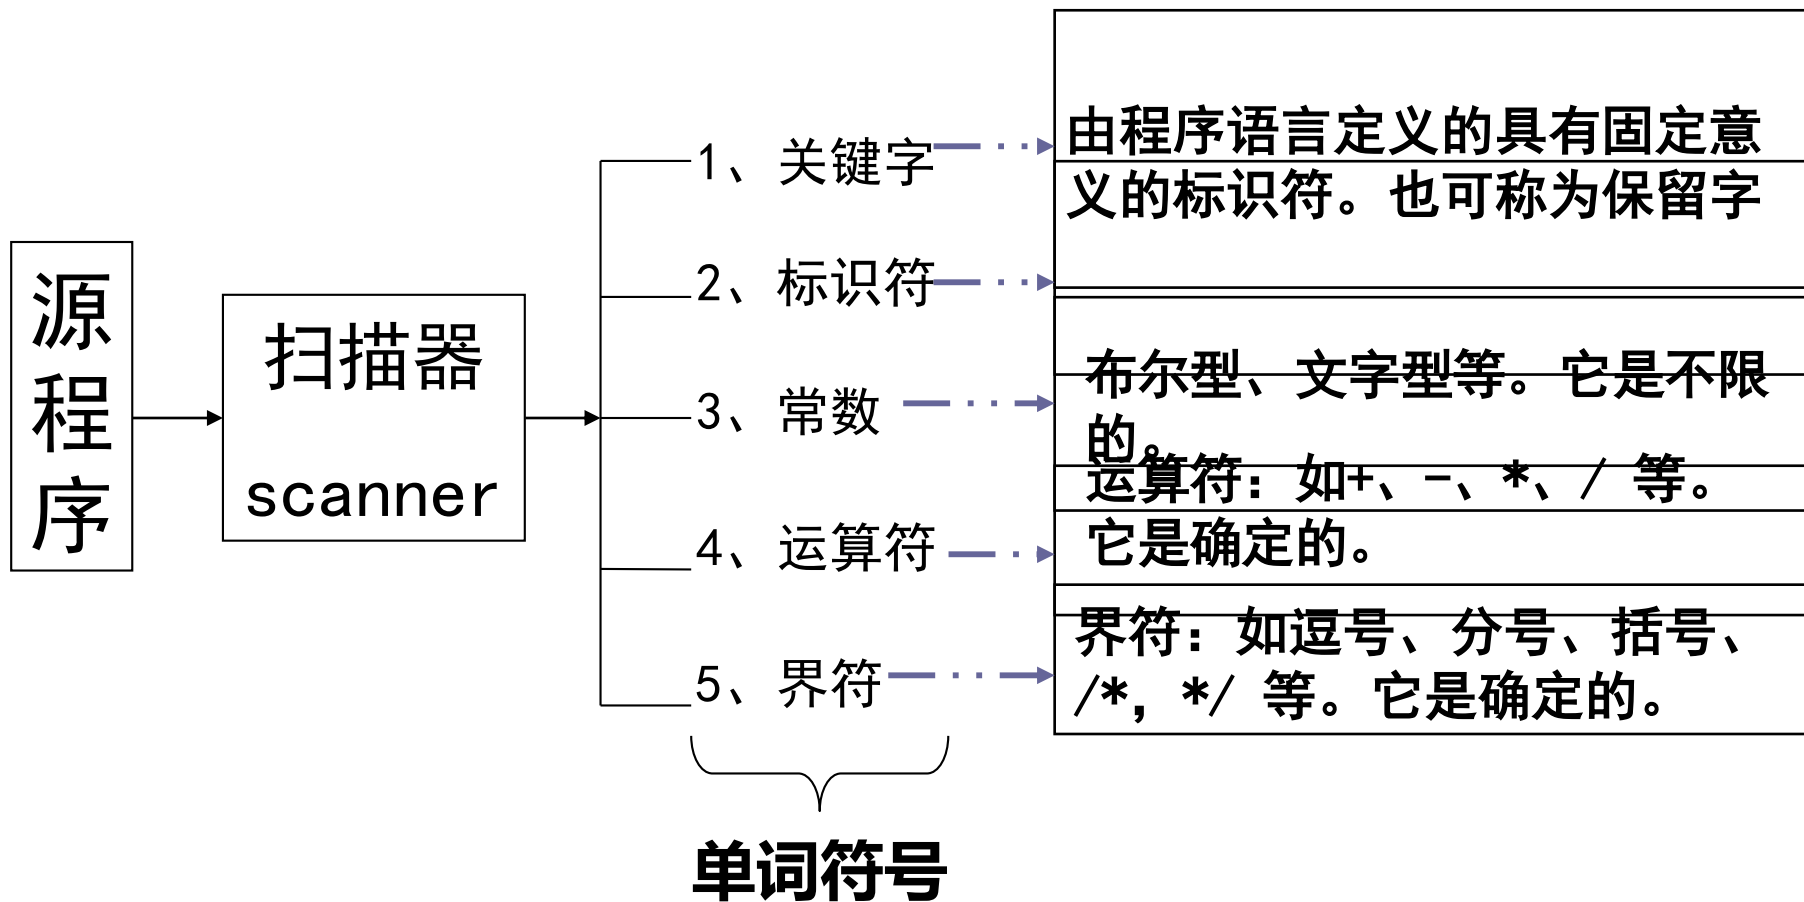 源
程
序
扫描器
scanner
1、关键字
2、标识符
3、常数
4、运算符
5、界符
单词符号
由程序语言定义的具有固定意
义的标识符。也可称为保留字
布尔型、文字型等。它是不限
的。
运算符：如+、-、*、/ 等。
它是确定的。
界符：如逗号、分号、括号、
/*，*/ 等。它是确定的。